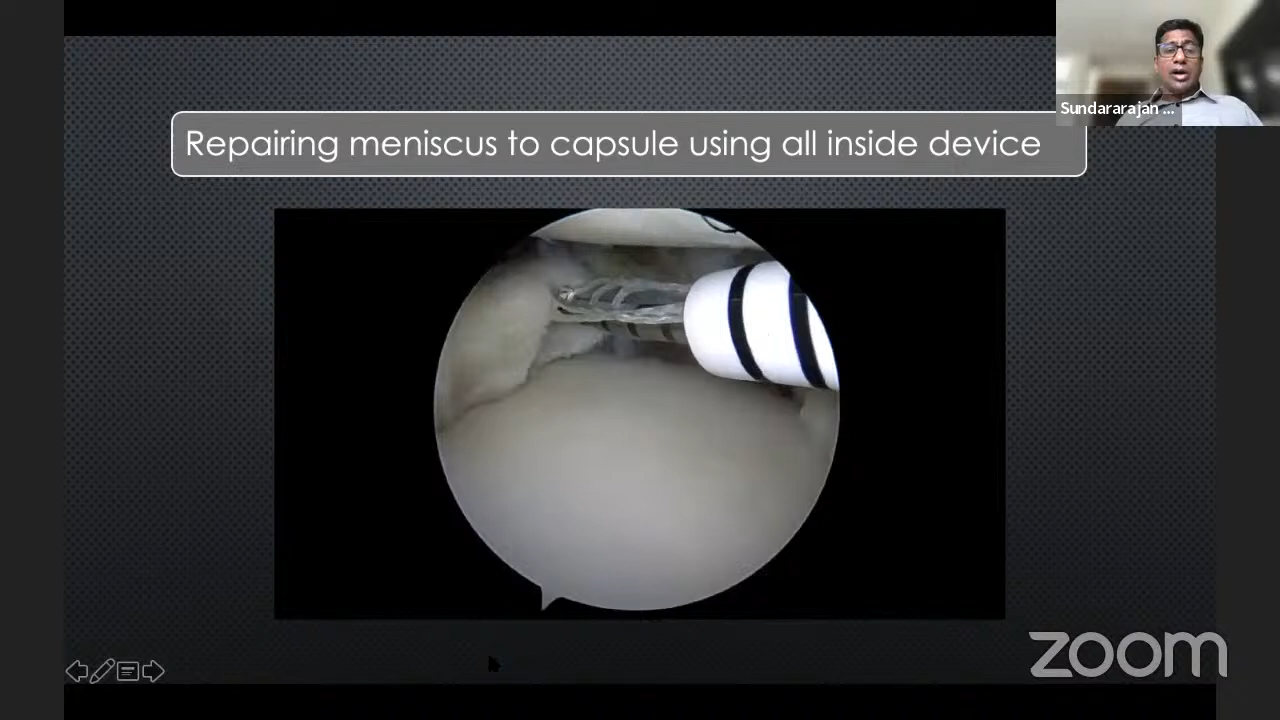 Sundararajan ...
Repairing meniscus to capsule using all inside device
zoom